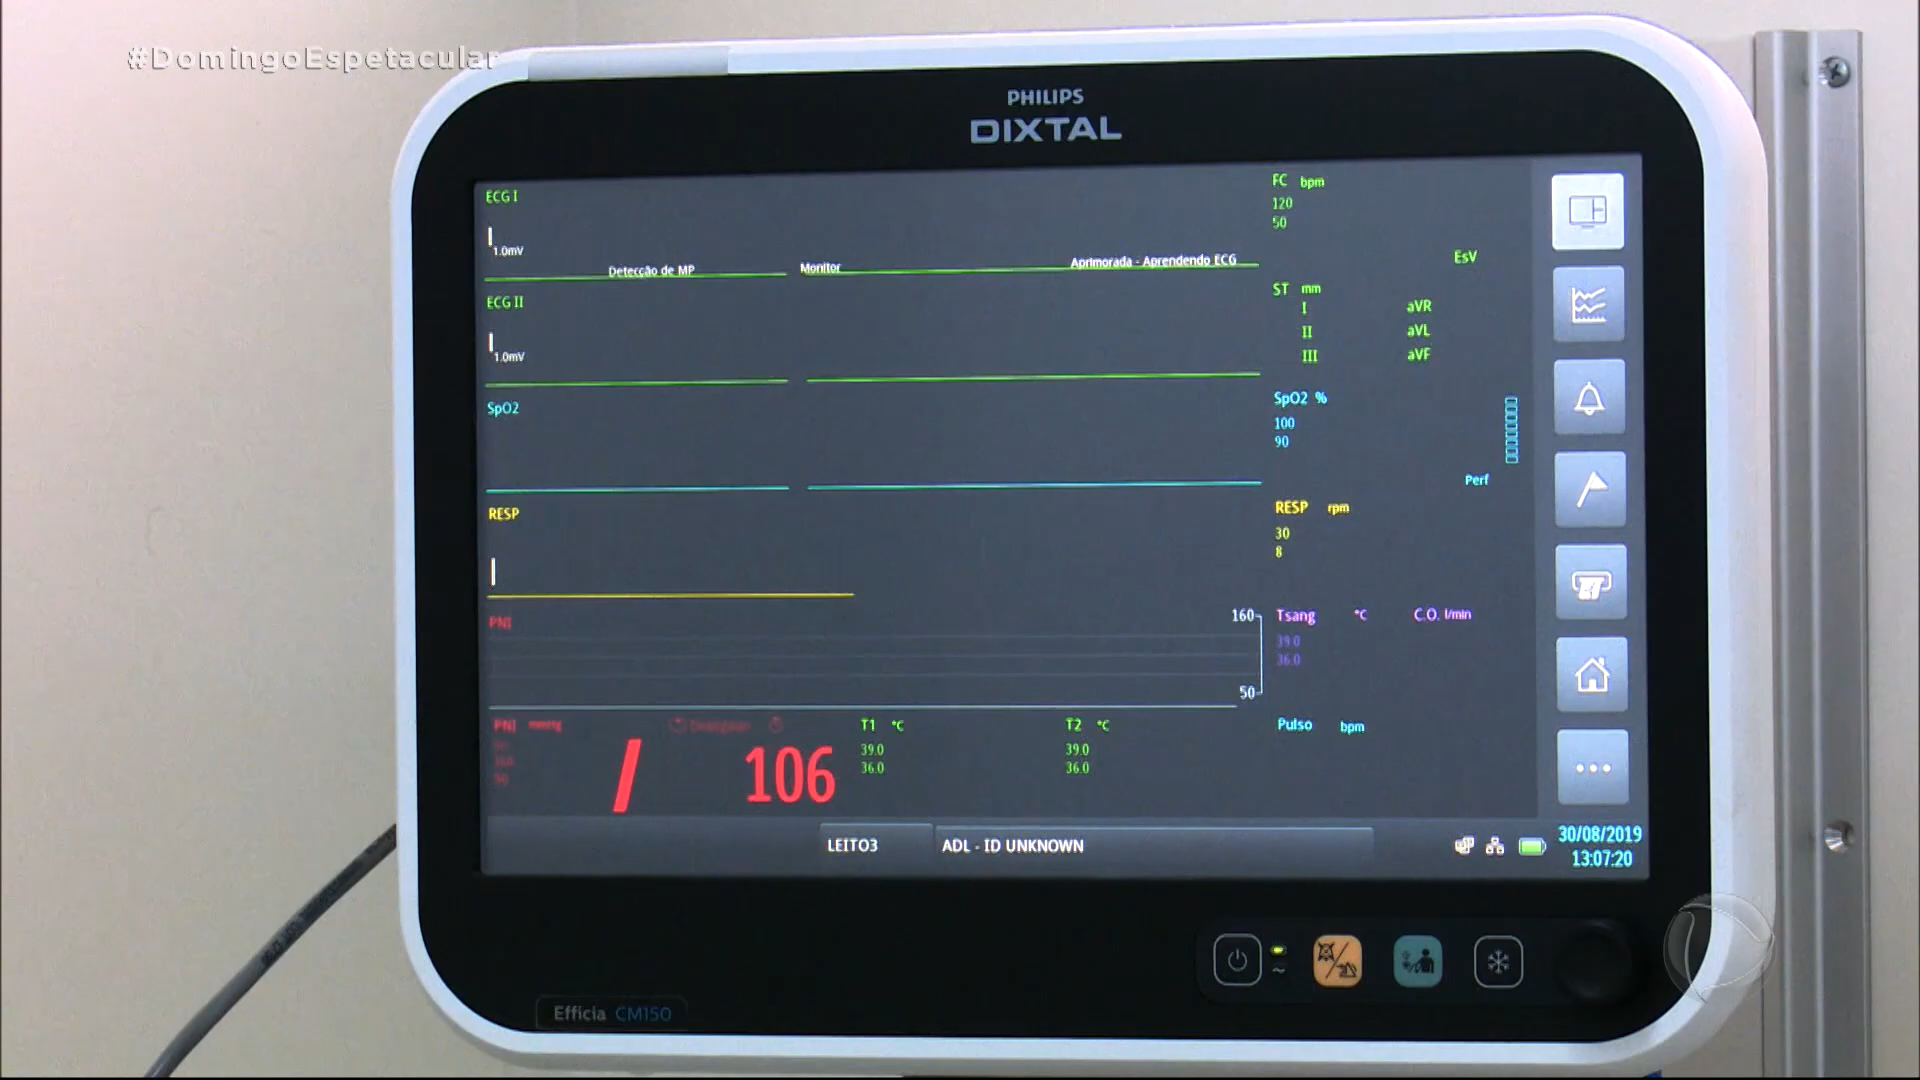 #DomingoEspetacular
PHILIPS
DIXTAL
ECG I
1.0mV
Detecção de MP
Monitor
Aprimorada - Aprendendo ECG
FC bpm
120
50
EsV
ECG II
1.0mV
ST mm
I aVR
II aVL
III aVF
SpO2
SpO2 %
100
90
Perf
RESP
RESP rpm
30
8
PNI
160
50
Tsang °C
39.0
36.0
C.O. l/min
PNI mmHg
/ 106
T1 °C
39.0
36.0
T2 °C
39.0
36.0
Pulso bpm
LEITO3
ADL - ID UNKNOWN
30/08/2019
13:07:20
Efficia CM150